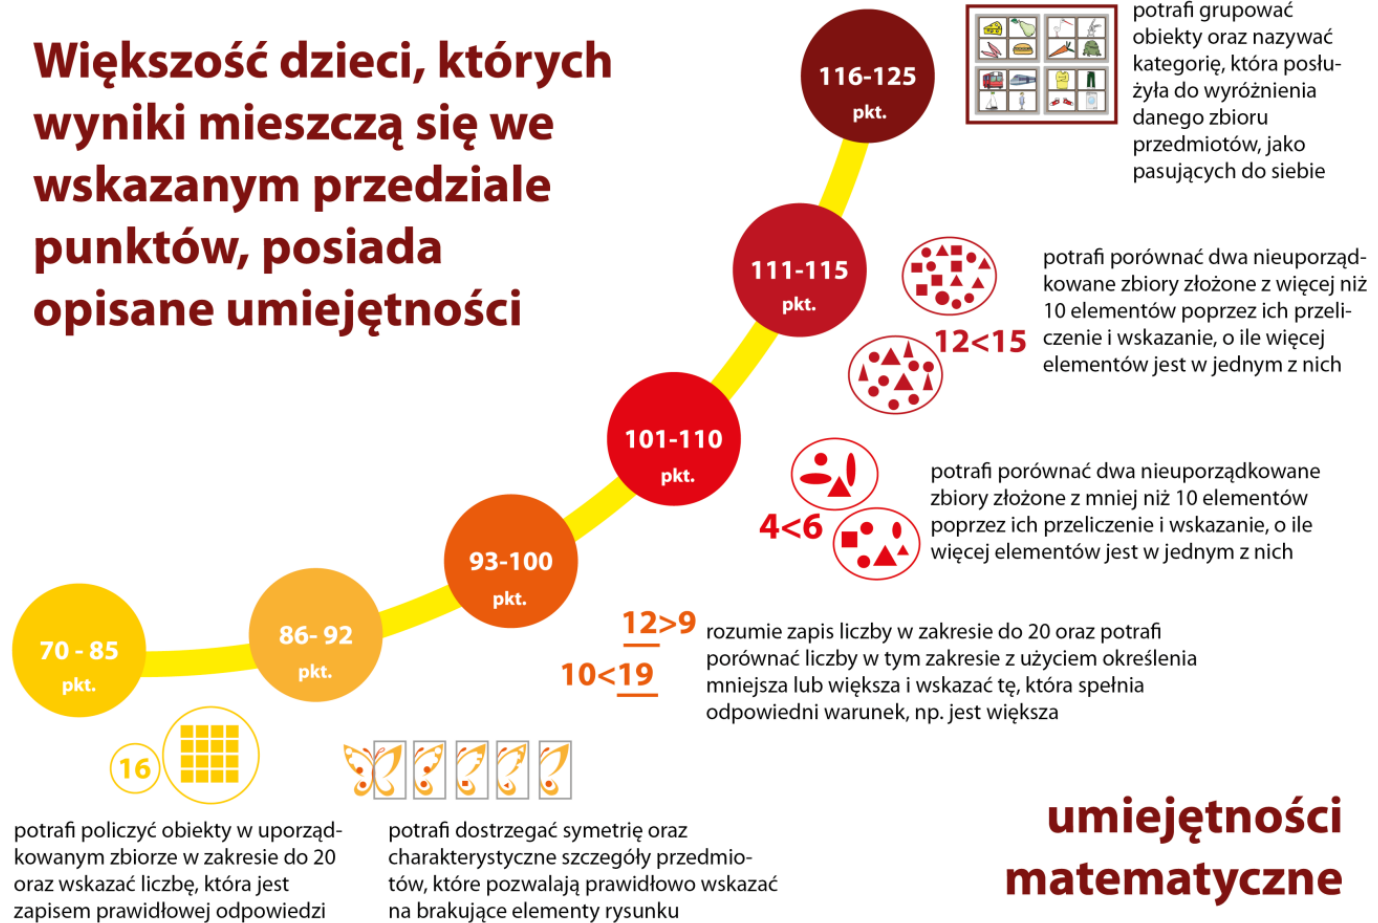 Większość dzieci, których
wyniki mieszczą się we
wskazanym przedziale
punktów, posiada
opisane umiejętności
116-125
pkt.
potrafi grupować
obiekty oraz nazywać
kategorię, która posłu-
żyła do wyróżnienia
danego zbioru
przedmiotów, jako
pasujących do siebie
111-115
pkt.
12<15
potrafi porównać dwa nieuporząd-
kowane zbiory złożone z więcej niż
10 elementów poprzez ich przeli-
czenie i wskazanie, o ile więcej
elementów jest w jednym z nich
101-110
pkt.
4<6
potrafi porównać dwa nieuporządkowane
zbiory złożone z mniej niż 10 elementów
poprzez ich przeliczenie i wskazanie, o ile
więcej elementów jest w jednym z nich
93-100
pkt.
12>9
10<19
rozumie zapis liczby w zakresie do 20 oraz potrafi
porównać liczby w tym zakresie z użyciem określenia
mniejsza lub większa i wskazać tę, która spełnia
odpowiedni warunek, np. jest większa
86- 92
pkt.
70 - 85
pkt.
16
potrafi policzyć obiekty w uporząd-
kowanym zbiorze w zakresie do 20
oraz wskazać liczbę, która jest
zapisem prawidłowej odpowiedzi
potrafi dostrzegać symetrię oraz
charakterystyczne szczegóły przedmio-
tów, które pozwalają prawidłowo wskazać
na brakujące elementy rysunku
umiejętności
matematyczne